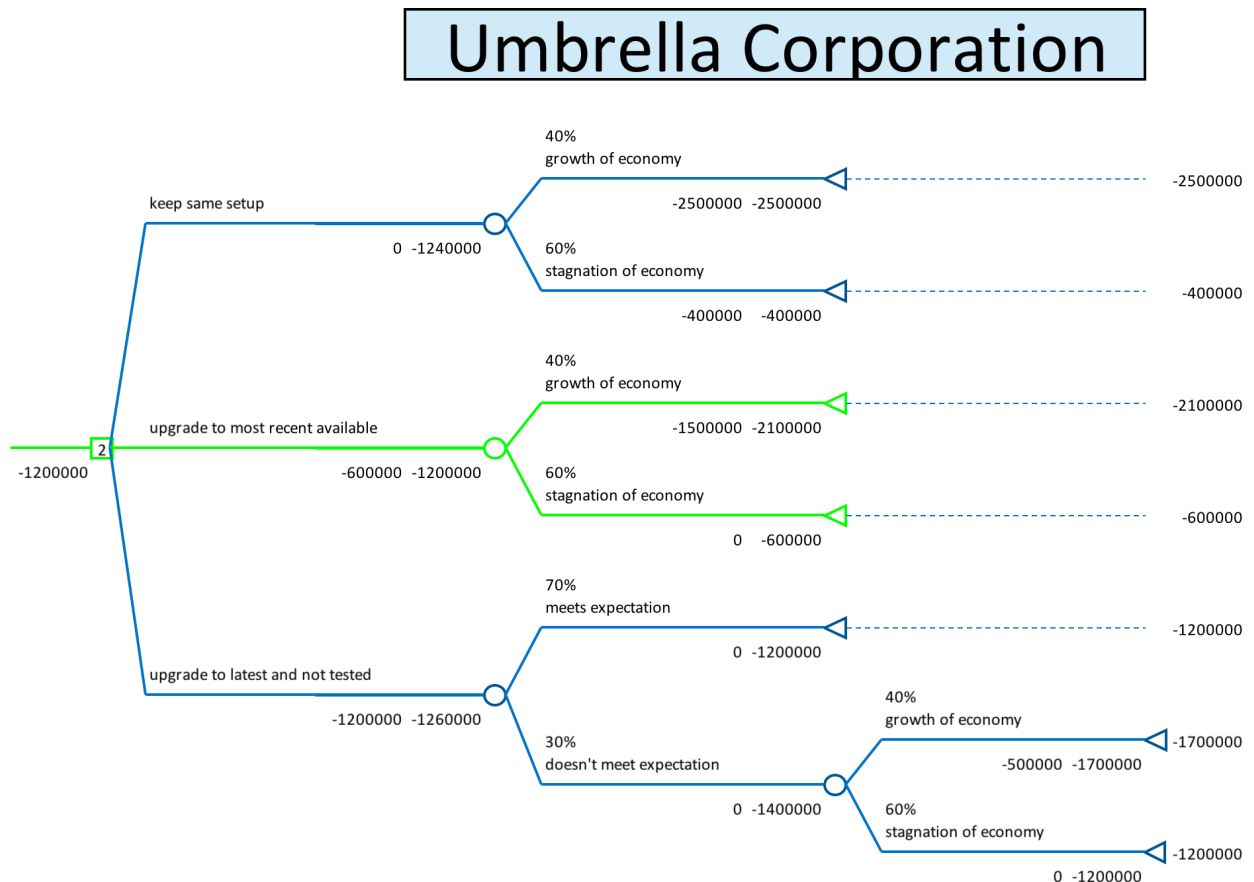 Umbrella Corporation
40%
growth of economy
-2500000
-2500000 -2500000
keep same setup
0 -1240000
60%
stagnation of economy
-400000
-400000 -400000
40%
growth of economy
-2100000
-1500000 -2100000
upgrade to most recent available
2
-1200000
-600000 -1200000
60%
stagnation of economy
-600000
0 -600000
70%
meets expectation
-1200000
0 -1200000
upgrade to latest and not tested
-1200000 -1260000
30%
doesn't meet expectation
0 -1400000
40%
growth of economy
-1700000
-500000 -1700000
60%
stagnation of economy
-1200000
0 -1200000